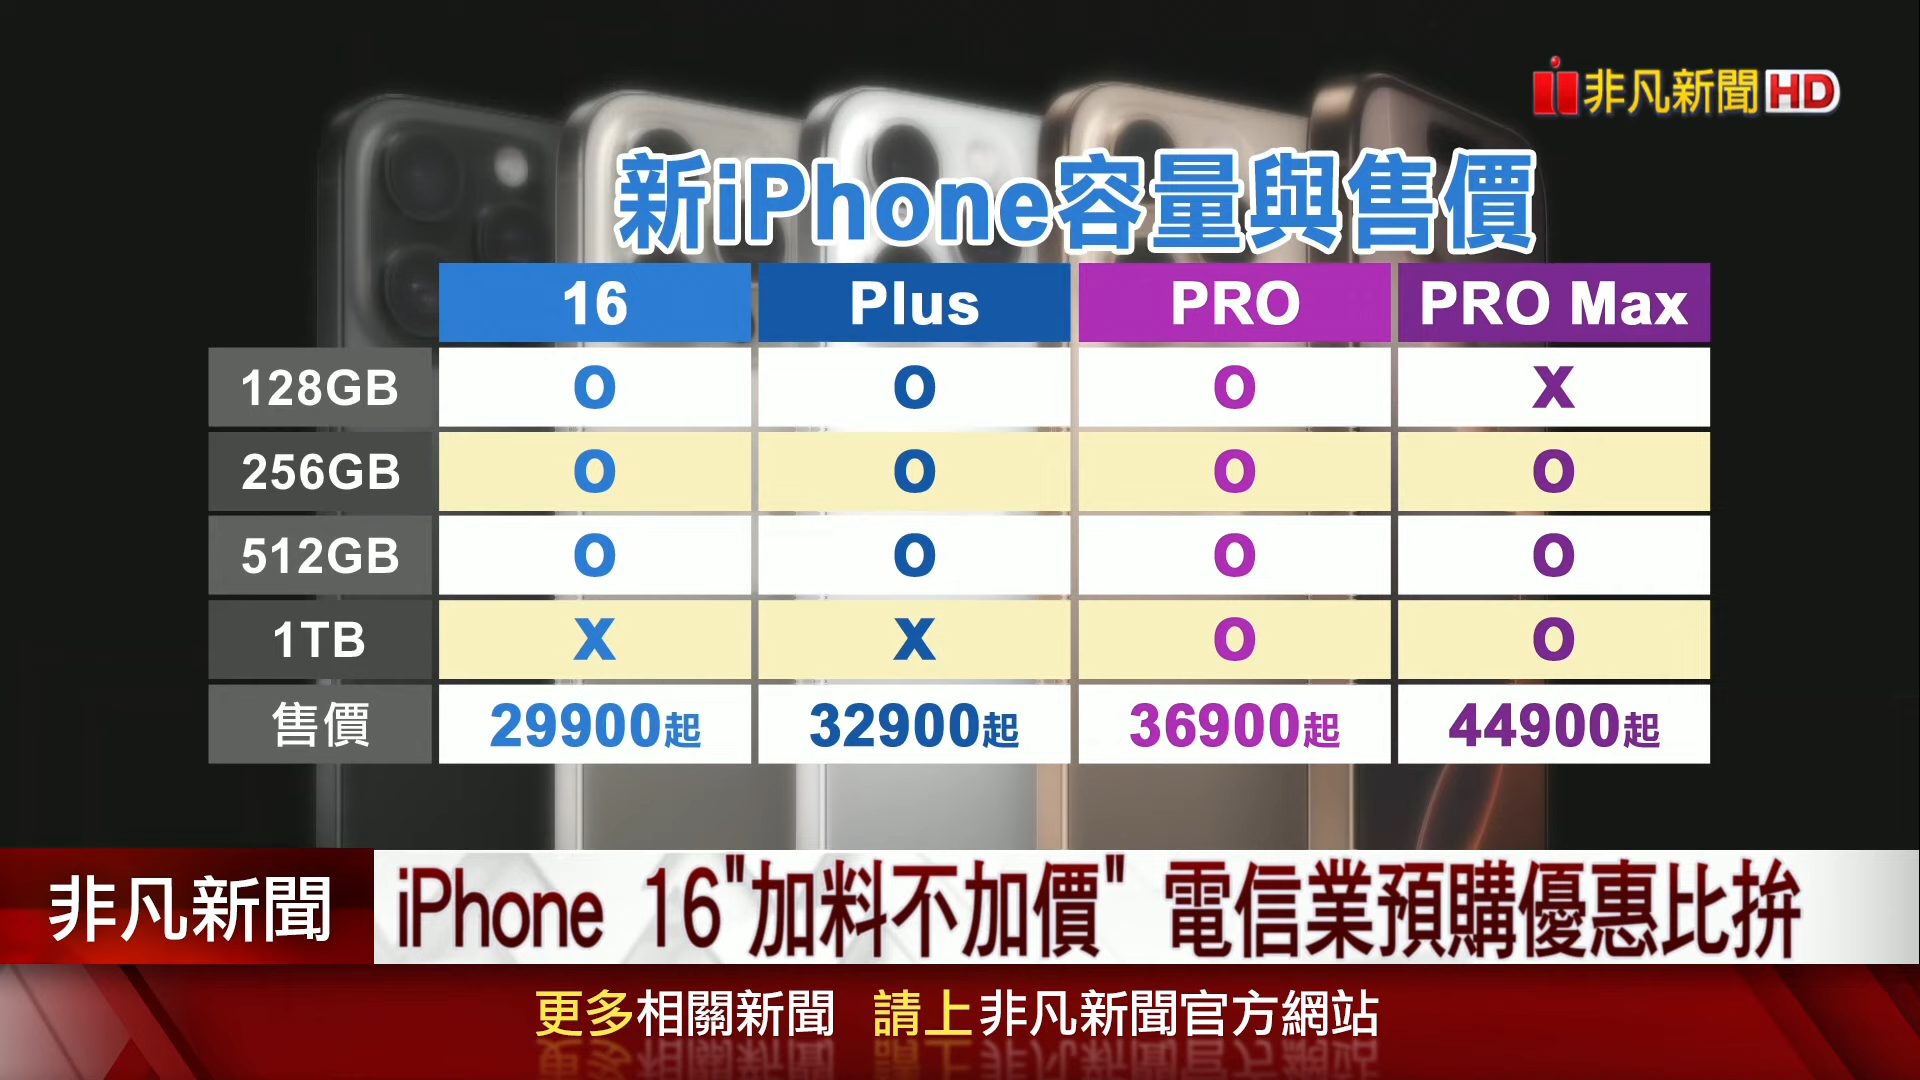 非凡新聞HD
新iPhone容量與售價
16 Plus PRO PRO Max
128GB O O O X
256GB O O O O
512GB O O O O
1TB X X O O
售價 29900起 32900起 36900起 44900起
非凡新聞
iPhone 16"加料不加價" 電信業預購優惠比拚
更多相關新聞 請上非凡新聞官方網站